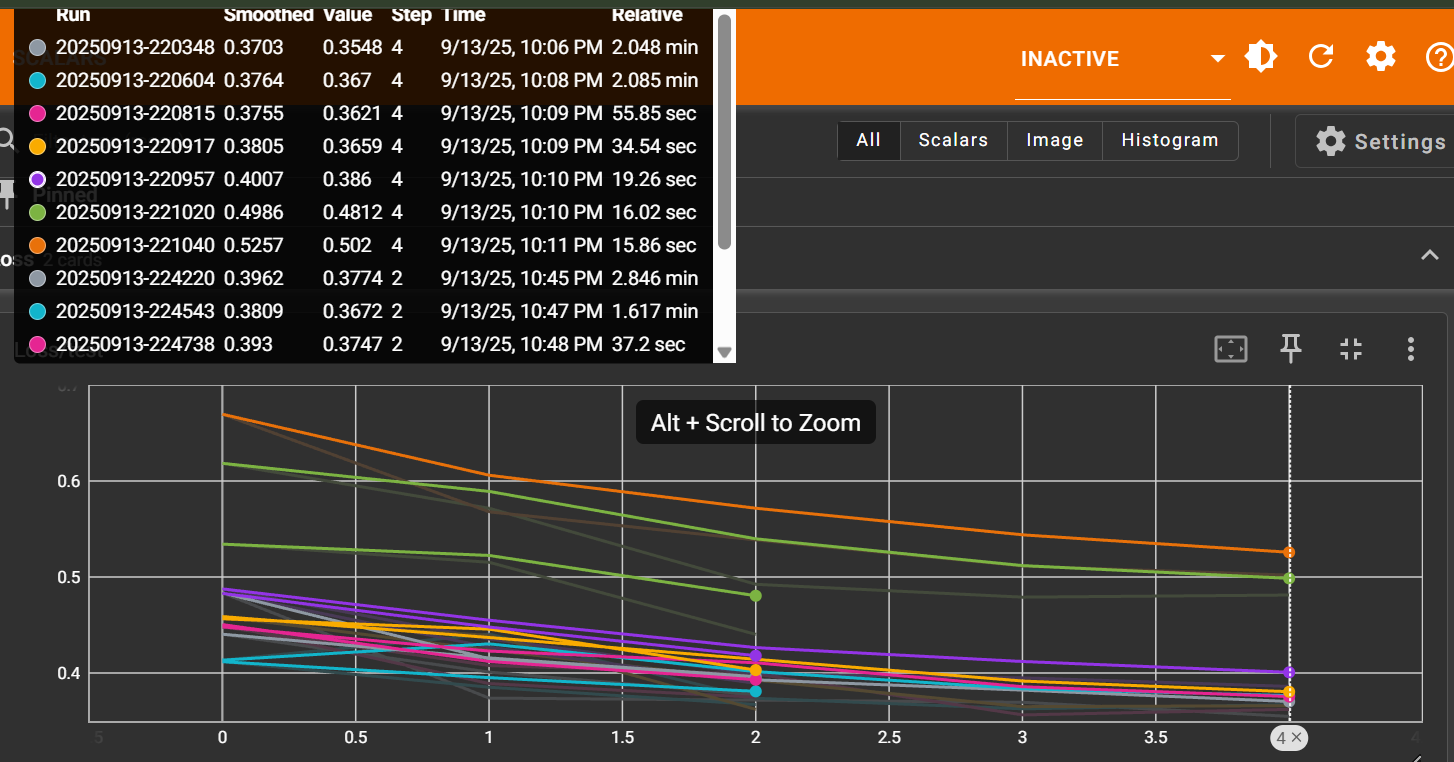 Run Smoothed Value Step Time Relative
20250913-220348 0.3703 0.3548 4 9/13/25, 10:06 PM 2.048 min
20250913-220604 0.3764 0.367 4 9/13/25, 10:08 PM 2.085 min
20250913-220815 0.3755 0.3621 4 9/13/25, 10:09 PM 55.85 sec
20250913-220917 0.3805 0.3659 4 9/13/25, 10:09 PM 34.54 sec
20250913-220957 0.4007 0.386 4 9/13/25, 10:10 PM 19.26 sec
20250913-221020 0.4986 0.4812 4 9/13/25, 10:10 PM 16.02 sec
20250913-221040 0.5257 0.502 4 9/13/25, 10:11 PM 15.86 sec
20250913-224220 0.3962 0.3774 2 9/13/25, 10:45 PM 2.846 min
20250913-224543 0.3809 0.3672 2 9/13/25, 10:47 PM 1.617 min
20250913-224738 0.393 0.3747 2 9/13/25, 10:48 PM 37.2 sec
SCALARS
INACTIVE
All Scalars Image Histogram
Settings
Pinned
oss 2 cards
Loss/test
Alt + Scroll to Zoom
0.7
0.6
0.5
0.4
5 0 0.5 1 1.5 2 2.5 3 3.5 4 × 4